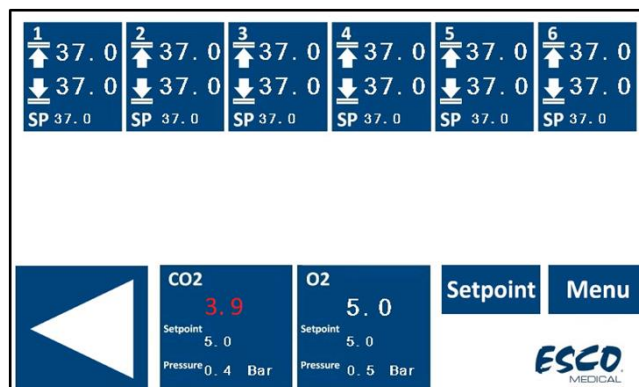 1 2 3 4 5 6
37.0 37.0 37.0 37.0 37.0 37.0
37.0 37.0 37.0 37.0 37.0 37.0
SP 37.0 SP 37.0 SP 37.0 SP 37.0 SP 37.0 SP 37.0
CO2
3.9
Setpoint
5.0
Pressure 0.4 Bar
O2
5.0
Setpoint
5.0
Pressure 0.5 Bar
Setpoint
Menu
ESCO
MEDICAL